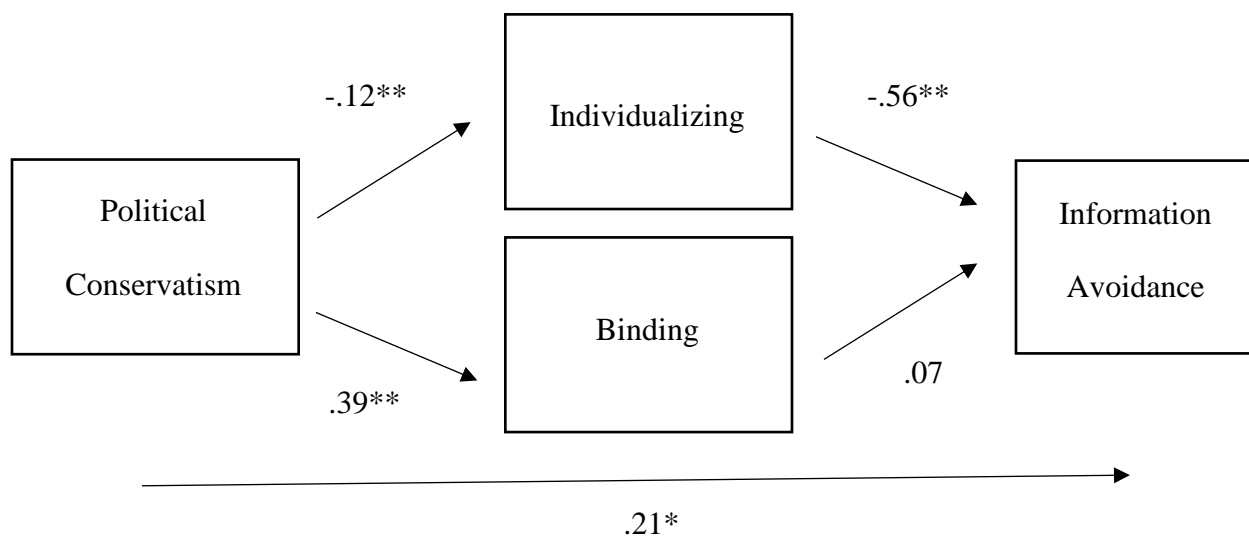 -.12**
Individualizing
-.56**
Political
Conservatism
Information
Avoidance
Binding
.39**
.07
.21*